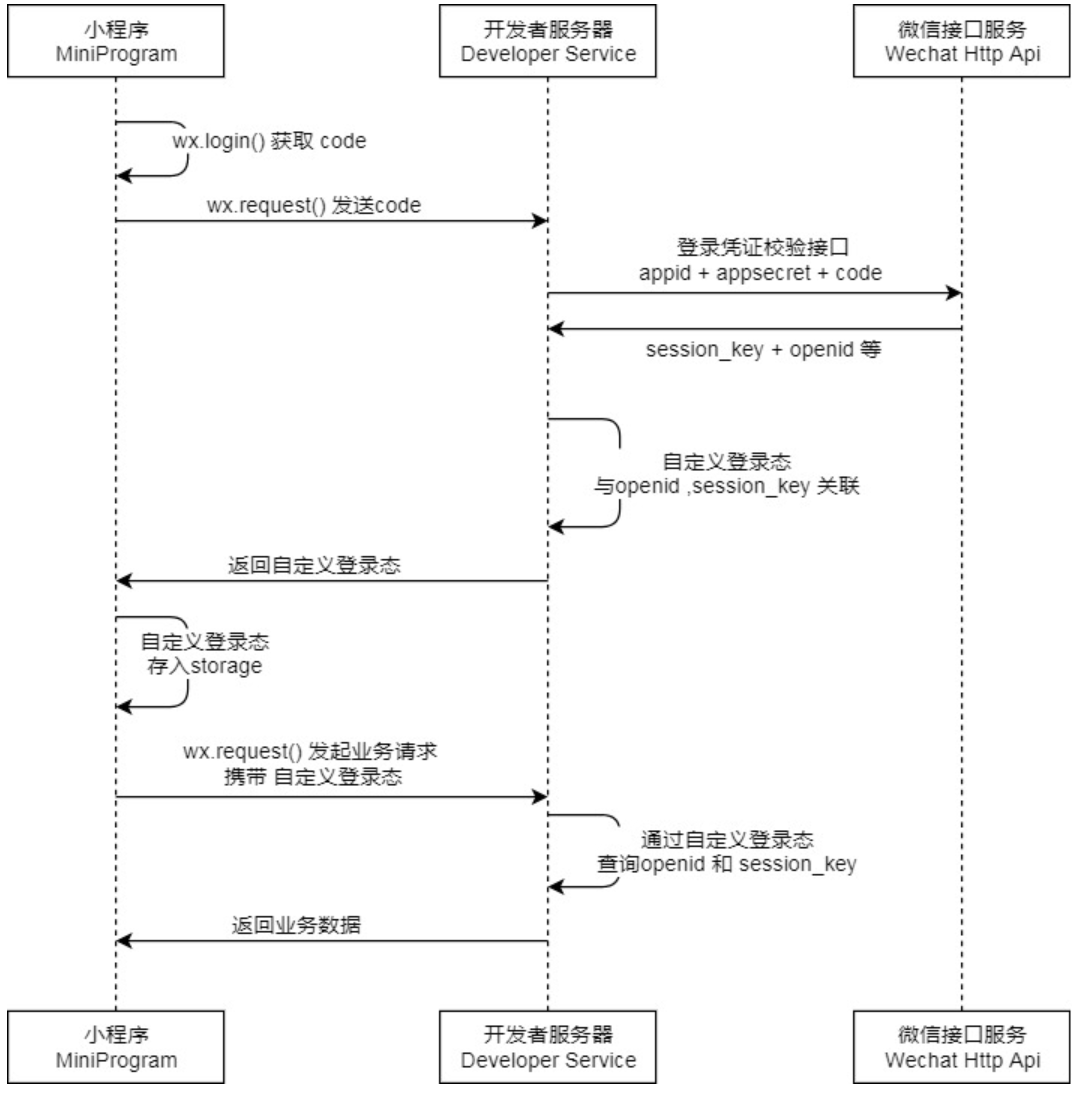 小程序
MiniProgram
开发者服务器
Developer Service
微信接口服务
Wechat Http Api
wx.login() 获取 code
wx.request() 发送code
登录凭证校验接口
appid + appsecret + code
session_key + openid 等
自定义登录态
与openid ,session_key 关联
返回自定义登录态
自定义登录态
存入storage
wx.request() 发起业务请求
携带 自定义登录态
通过自定义登录态
查询openid 和 session_key
返回业务数据
小程序
MiniProgram
开发者服务器
Developer Service
微信接口服务
Wechat Http Api